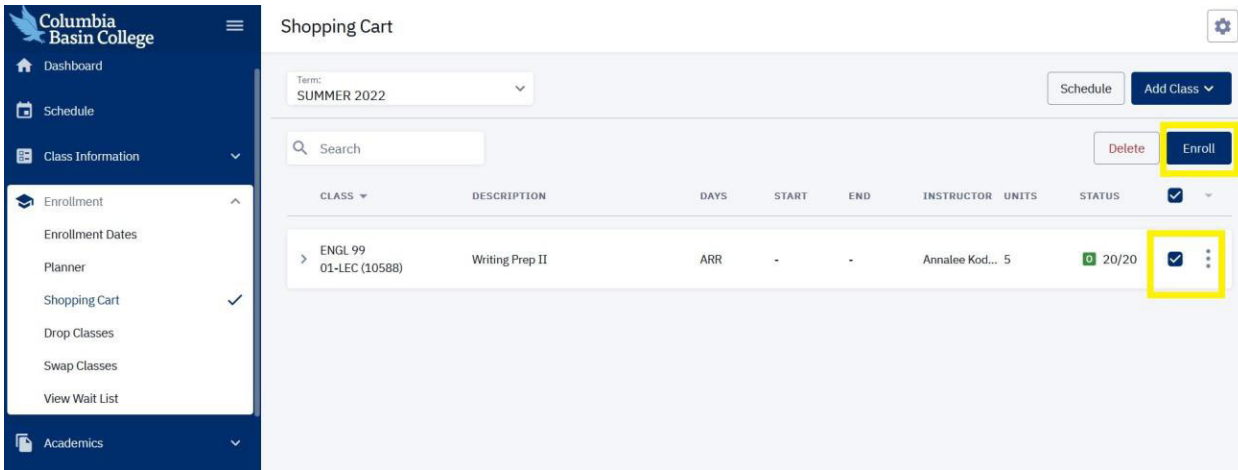 Columbia
Basin College
Dashboard
Schedule
Class Information
Enrollment
Enrollment Dates
Planner
Shopping Cart
Drop Classes
Swap Classes
View Wait List
Academics
Shopping Cart
Term:
SUMMER 2022
Schedule
Add Class
Search
Delete
Enroll
CLASS DESCRIPTION DAYS START END INSTRUCTOR UNITS STATUS
ENGL 99
01-LEC (10588) Writing Prep II ARR - - Annalee Kod... 5 O 20/20